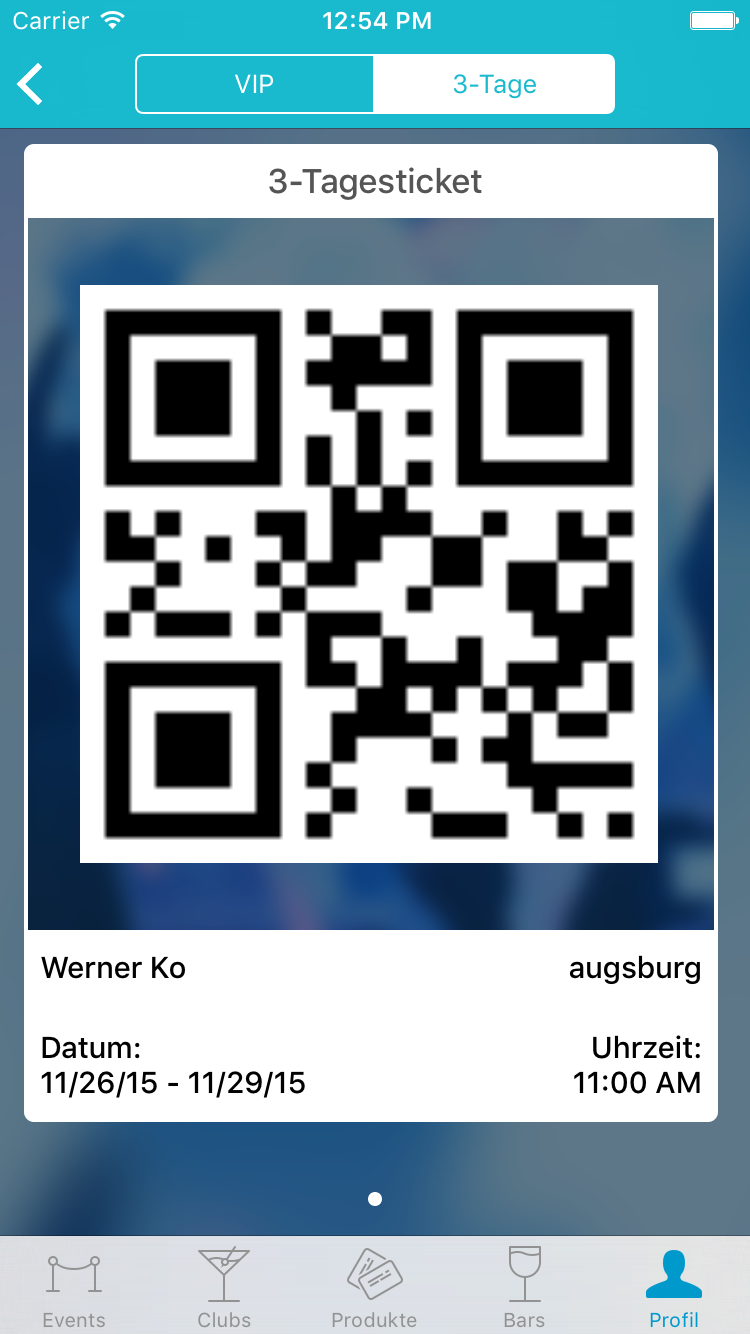 Carrier 12:54 PM
VIP 3-Tage
3-Tagesticket
Werner Ko augsburg
Datum: Uhrzeit:
11/26/15 - 11/29/15 11:00 AM
Events Clubs Produkte Bars Profil